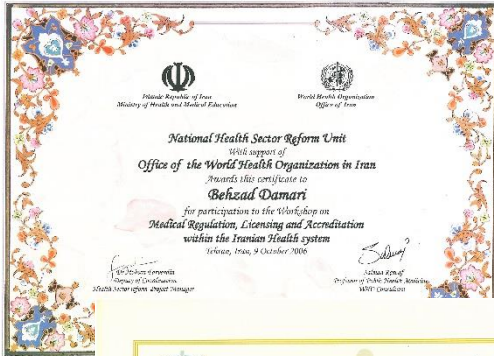 Islamic Republic of Iran
Ministry of Health and Medical Education
World Health Organization
Office of Iran
National Health Sector Reform Unit
With support of
Office of the World Health Organization in Iran
Awards this certificate to
Behzad Damari
for participation to the Workshop on
Medical Regulation, Licensing and Accreditation
within the Iranian Health system
Tehran, Iran, 9 October 2006
Deputy of
Health Sector reform Project Manager
Salman Rawaf
Professor of Public Health Medicine
WHO Consultant